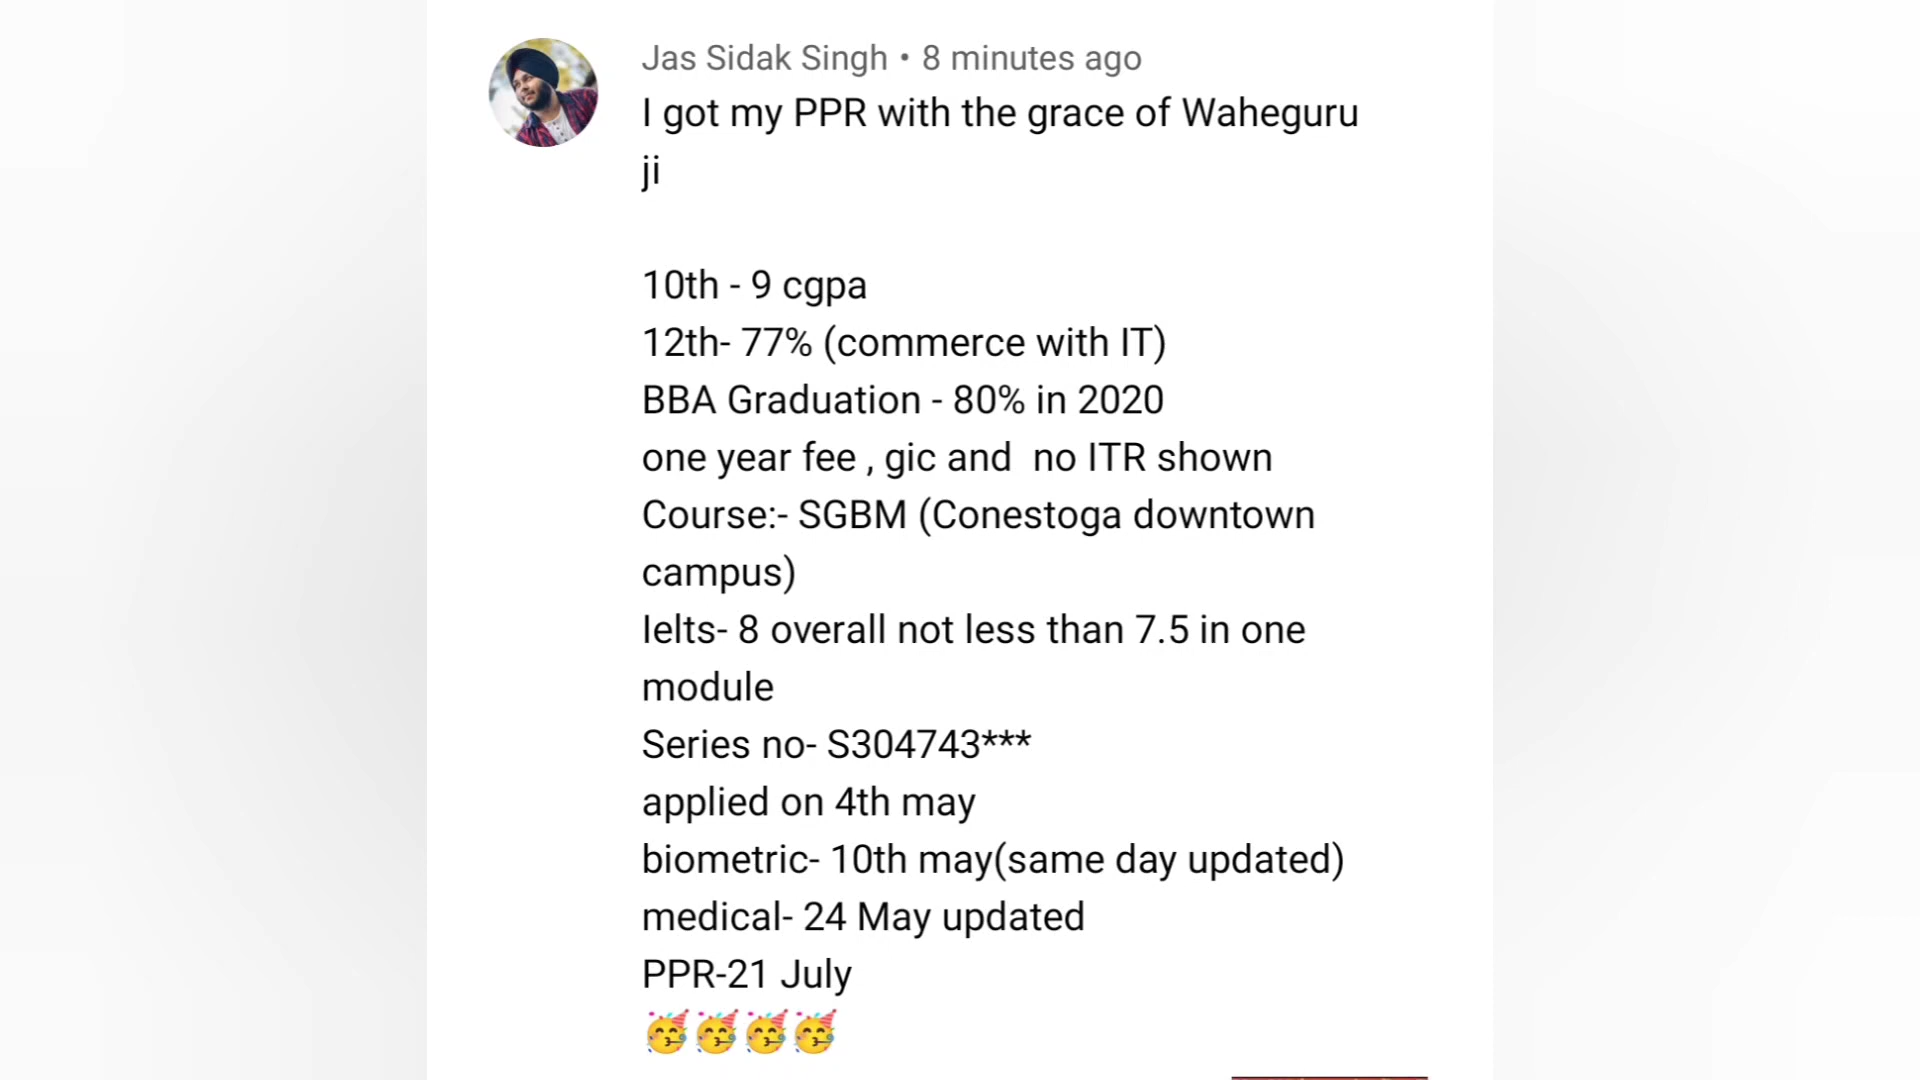 Jas Sidak Singh • 8 minutes ago
I got my PPR with the grace of Waheguru
ji
10th - 9 cgpa
12th- 77% (commerce with IT)
BBA Graduation - 80% in 2020
one year fee , gic and  no ITR shown
Course:- SGBM (Conestoga downtown
campus)
Ielts- 8 overall not less than 7.5 in one
module
Series no- S304743***
applied on 4th may
biometric- 10th may(same day updated)
medical- 24 May updated
PPR-21 July
🥳🥳🥳🥳